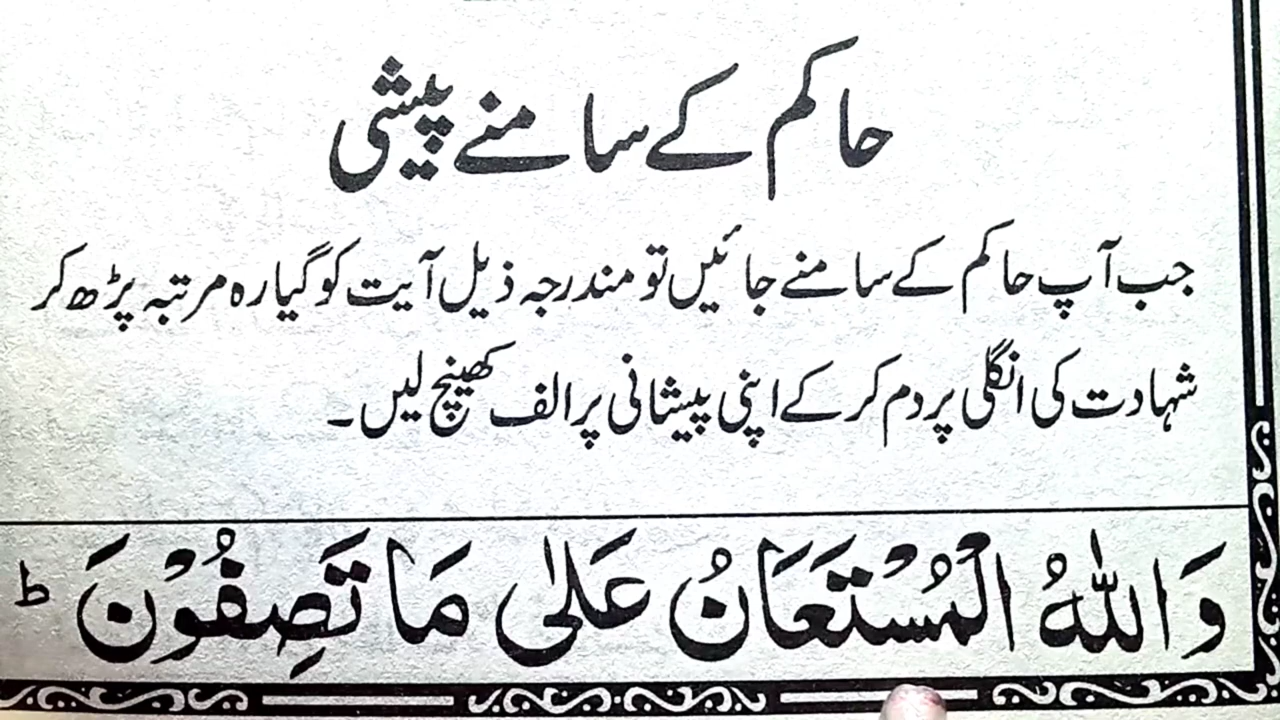 حاکم کے سامنے پیشی
جب آپ حاکم کے سامنے جائیں تو مندرجہ ذیل آیت کو گیارہ مرتبہ پڑھ کر
شہادت کی انگلی پر دم کر کے اپنی پیشانی پر الف کھینچ لیں۔
وَاللّٰهُ الْمُسْتَعَانُ عَلٰى مَا تَصِفُوْنَ ط